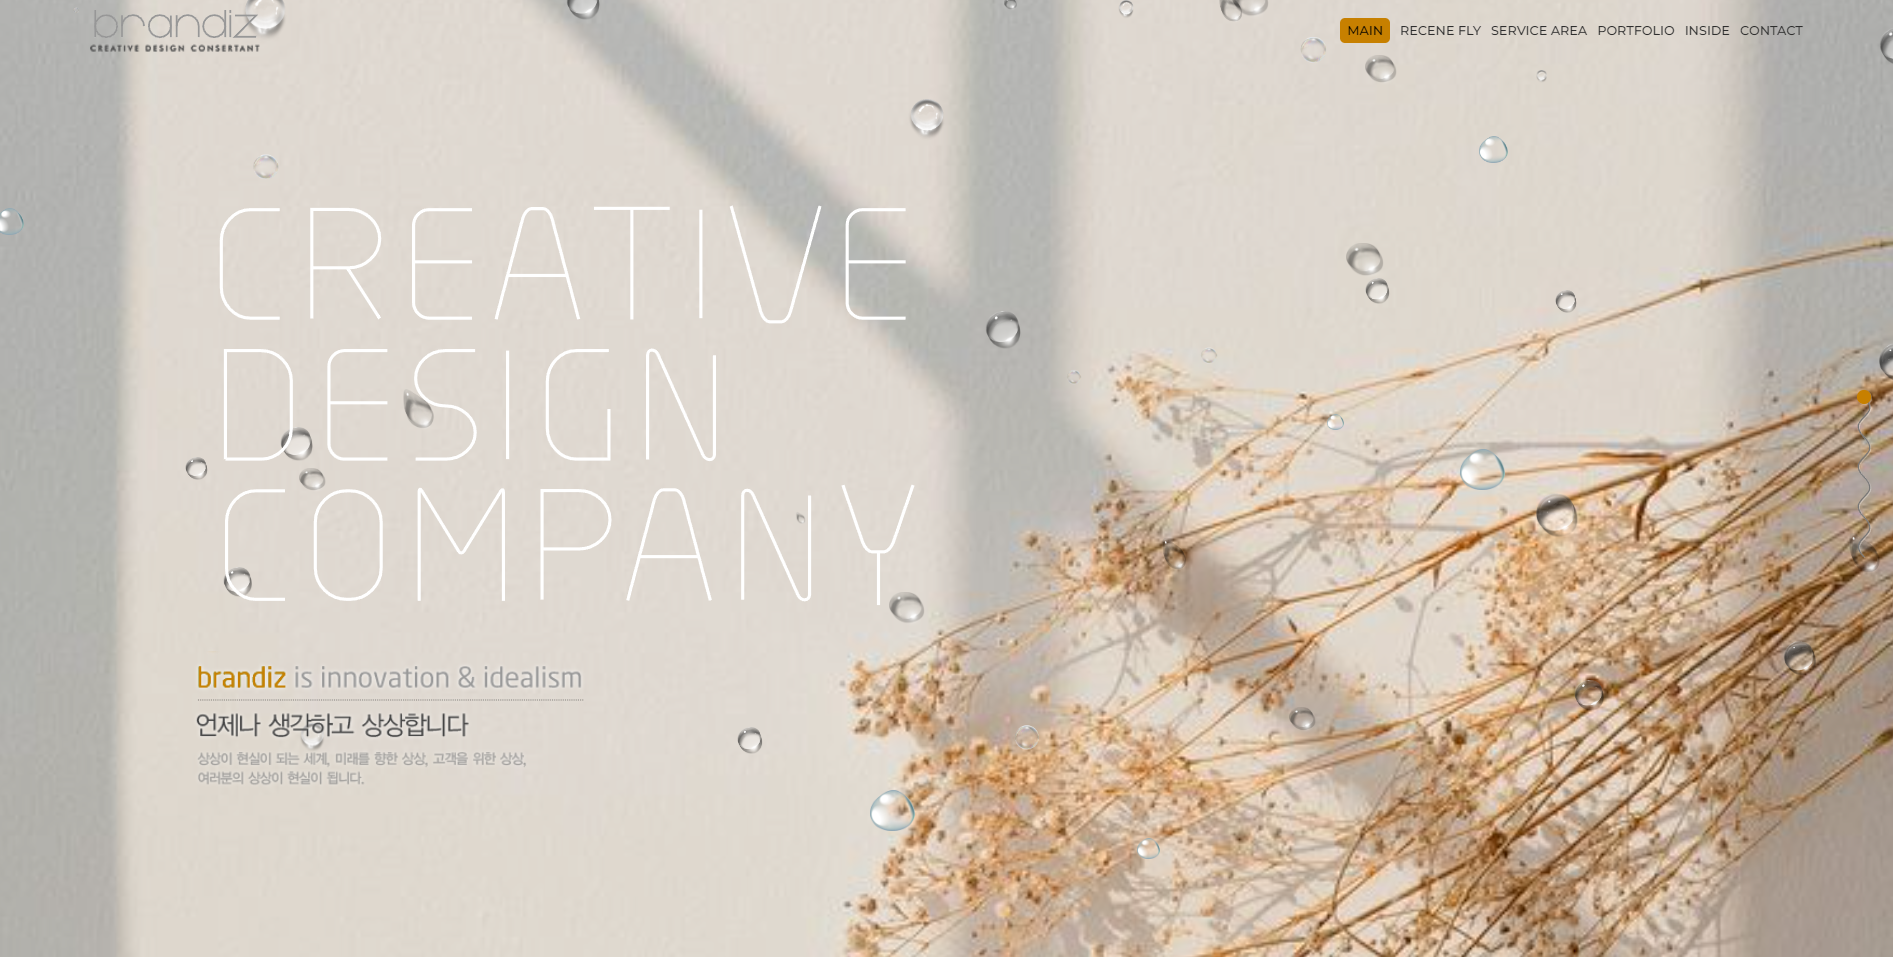 brandiz
CREATIVE DESIGN CONSERTANT
MAIN RECENE FLY SERVICE AREA PORTFOLIO INSIDE CONTACT
CREATIVE
DESIGN
COMPANY
brandiz is innovation & idealism
언제나 생각하고 상상합니다
상상이 현실이 되는 세계, 미래를 향한 상상, 고객을 위한 상상,
여러분의 상상이 현실이 됩니다.